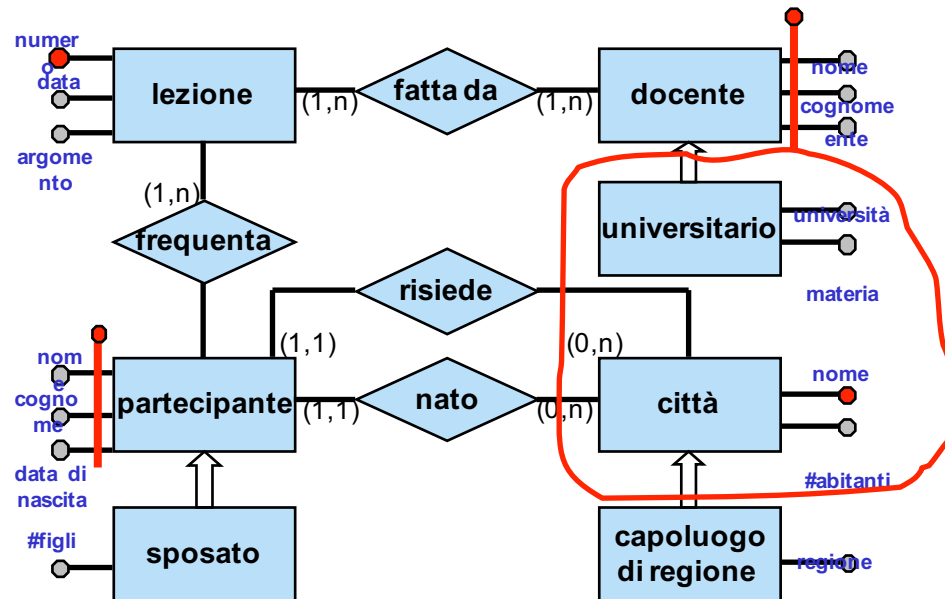 numer
o
data
argome
nto
lezione
(1,n)
fatta da
(1,n)
docente
nome
cognome
ente
(1,n)
frequenta
universitario
università
materia
risiede
(1,1)
(0,n)
nom
e
cogno
me
data di
nascita
partecipante
(1,1)
nato
(0,n)
città
nome
#abitanti
#figli
sposato
capoluogo
di regione
regione